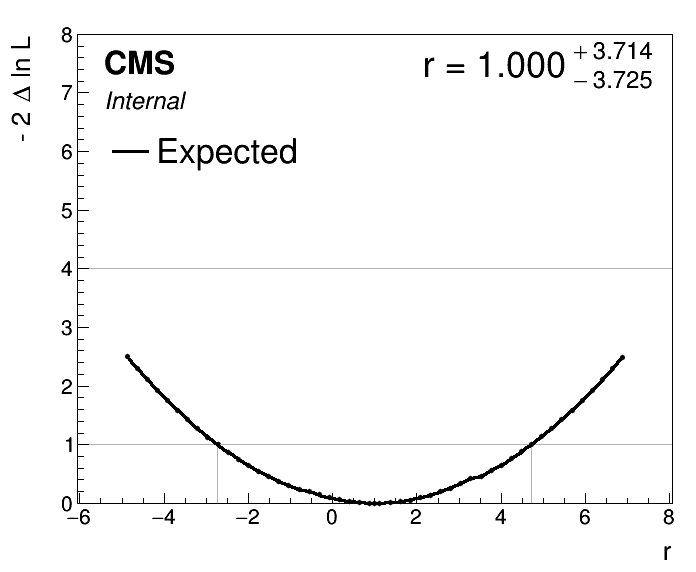 - 2 Δ ln L
CMS
Internal
r = 1.000 +3.714 −3.725
Expected
8
7
6
5
4
3
2
1
0
−6 −4 −2 0 2 4 6 8
r